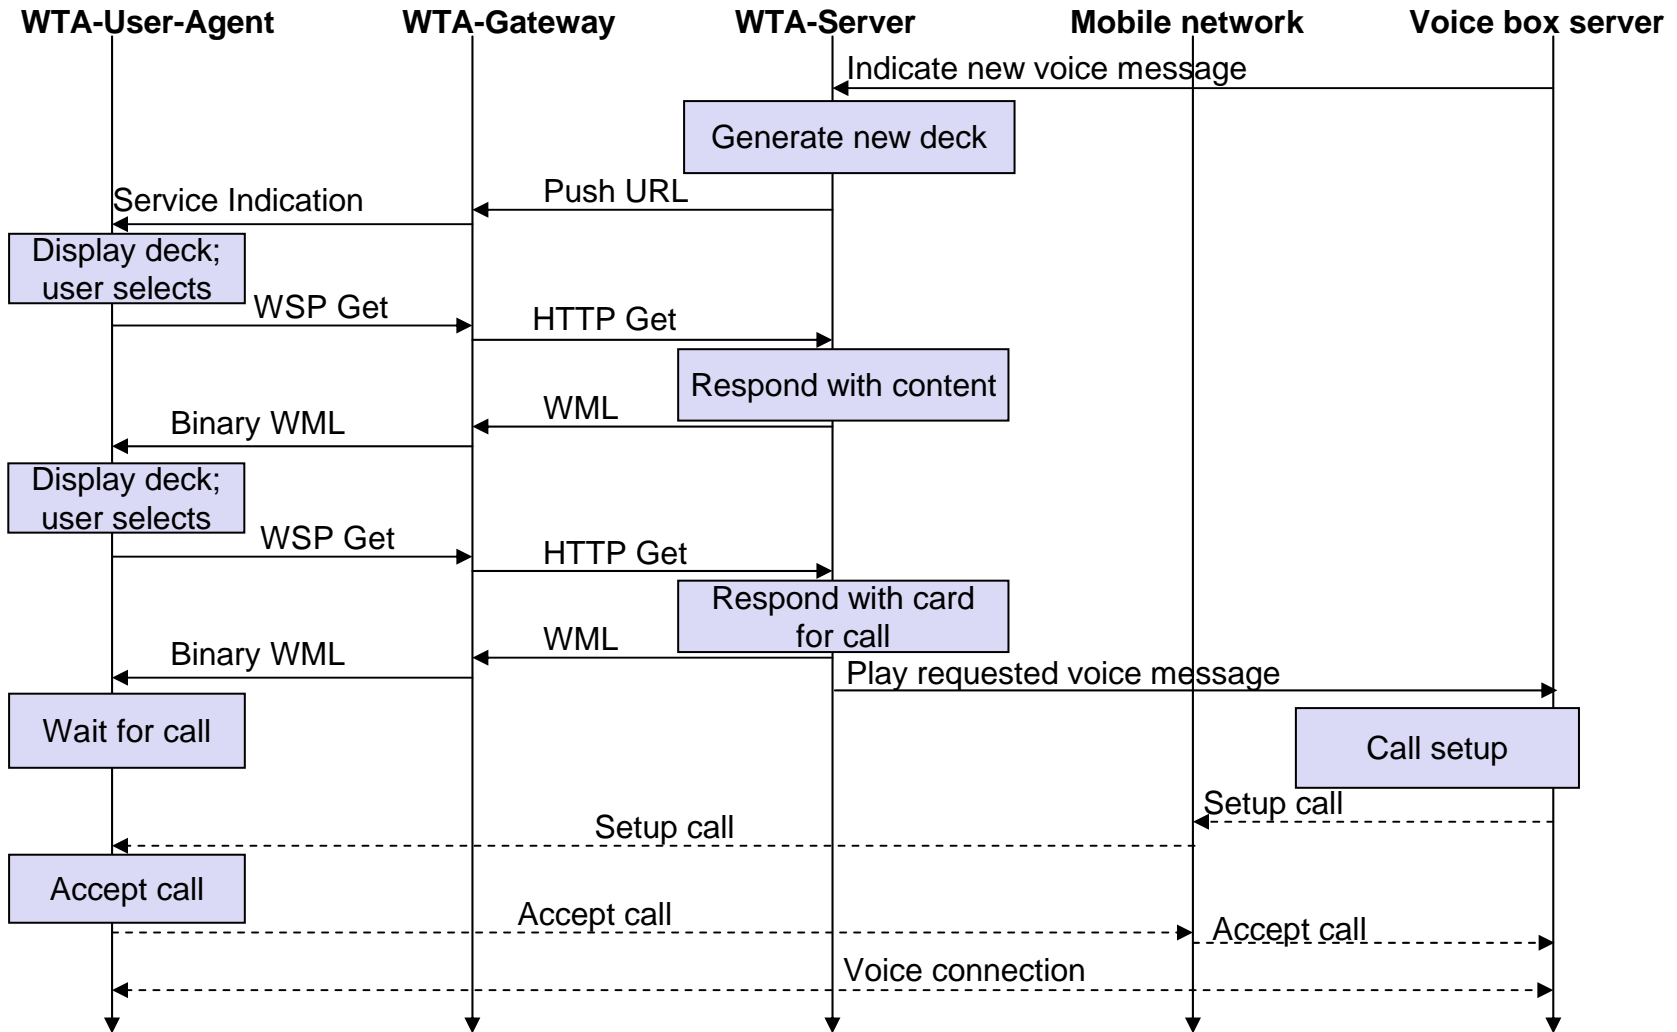 WTA-User-Agent
WTA-Gateway
WTA-Server
Mobile network
Voice box server
Indicate new voice message
Generate new deck
Push URL
Service Indication
Display deck;
user selects
WSP Get
HTTP Get
Respond with content
WML
Binary WML
Display deck;
user selects
WSP Get
HTTP Get
Respond with card
for call
WML
Binary WML
Play requested voice message
Wait for call
Call setup
Setup call
Setup call
Accept call
Accept call
Accept call
Voice connection